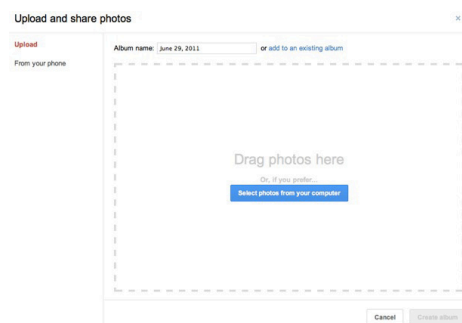 Upload and share photos
×
Upload
From your phone
Album name: June 29, 2011 or add to an existing album
Drag photos here
Or, if you prefer...
Select photos from your computer
Cancel
Create album